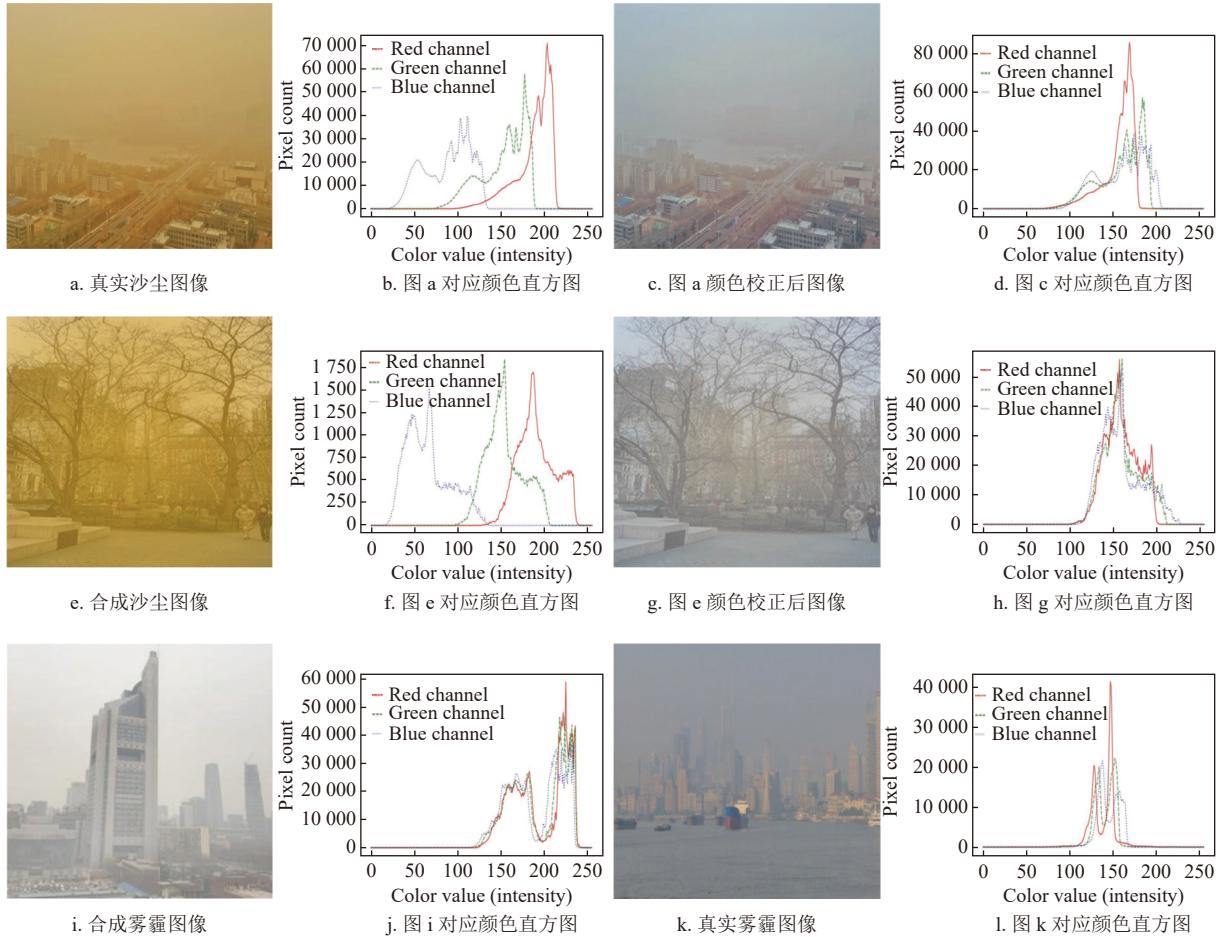 70 000
60 000
50 000
40 000
30 000
20 000
10 000
0
Pixel count
Red channel
Green channel
Blue channel
0 50 100 150 200 250
Color value (intensity)
80 000
60 000
40 000
20 000
0
Pixel count
Red channel
Green channel
Blue channel
0 50 100 150 200 250
Color value (intensity)
a. 真实沙尘图像
b. 图 a 对应颜色直方图
c. 图 a 颜色校正后图像
d. 图 c 对应颜色直方图
1 750
1 500
1 250
1 000
750
500
250
0
Pixel count
Red channel
Green channel
Blue channel
0 50 100 150 200 250
Color value (intensity)
50 000
40 000
30 000
20 000
10 000
0
Pixel count
Red channel
Green channel
Blue channel
0 50 100 150 200 250
Color value (intensity)
e. 合成沙尘图像
f. 图 e 对应颜色直方图
g. 图 e 颜色校正后图像
h. 图 g 对应颜色直方图
60 000
50 000
40 000
30 000
20 000
10 000
0
Pixel count
Red channel
Green channel
Blue channel
0 50 100 150 200 250
Color value (intensity)
40 000
30 000
20 000
10 000
0
Pixel count
Red channel
Green channel
Blue channel
0 50 100 150 200 250
Color value (intensity)
i. 合成雾霾图像
j. 图 i 对应颜色直方图
k. 真实雾霾图像
l. 图 k 对应颜色直方图